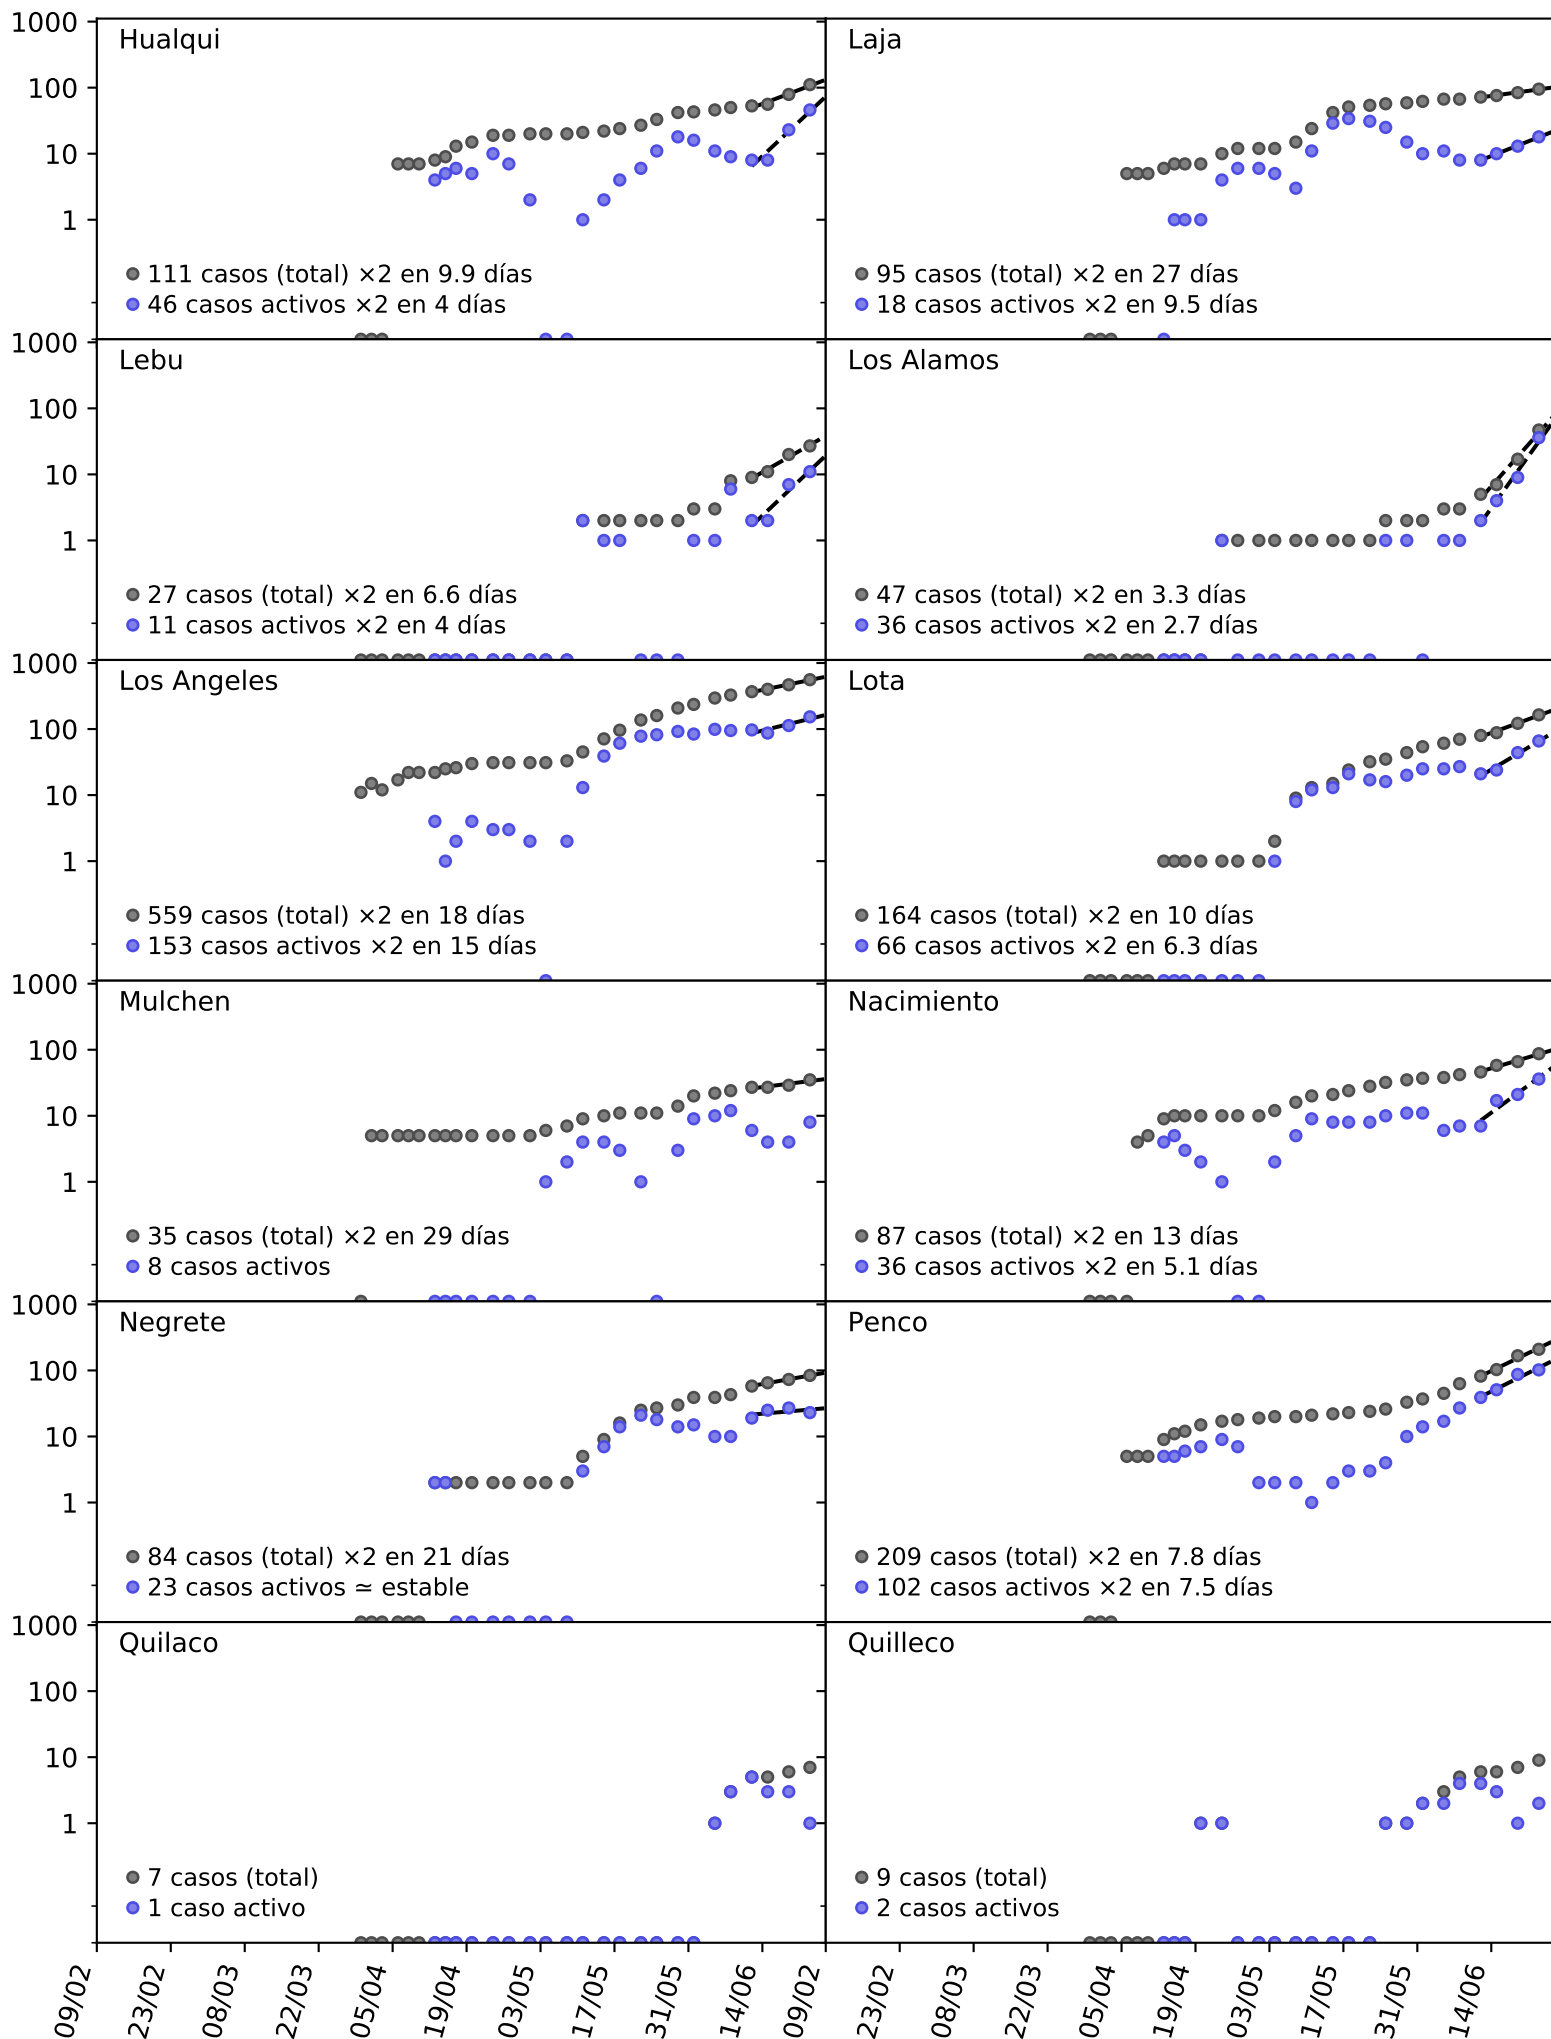 1000
100
10
1
Hualqui
111 casos (total) ×2 en 9.9 días
46 casos activos ×2 en 4 días
Laja
95 casos (total) ×2 en 27 días
18 casos activos ×2 en 9.5 días
1000
100
10
1
Lebu
27 casos (total) ×2 en 6.6 días
11 casos activos ×2 en 4 días
Los Alamos
47 casos (total) ×2 en 3.3 días
36 casos activos ×2 en 2.7 días
1000
100
10
1
Los Angeles
559 casos (total) ×2 en 18 días
153 casos activos ×2 en 15 días
Lota
164 casos (total) ×2 en 10 días
66 casos activos ×2 en 6.3 días
1000
100
10
1
Mulchen
35 casos (total) ×2 en 29 días
8 casos activos
Nacimiento
87 casos (total) ×2 en 13 días
36 casos activos ×2 en 5.1 días
1000
100
10
1
Negrete
84 casos (total) ×2 en 21 días
23 casos activos ≃ estable
Penco
209 casos (total) ×2 en 7.8 días
102 casos activos ×2 en 7.5 días
1000
100
10
1
Quilaco
7 casos (total)
1 caso activo
Quilleco
9 casos (total)
2 casos activos
09/02
23/02
08/03
22/03
05/04
19/04
03/05
17/05
31/05
14/06
09/02
23/02
08/03
22/03
05/04
19/04
03/05
17/05
31/05
14/06